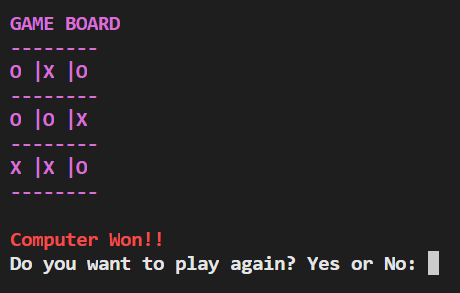 GAME BOARD
--------
O |X |O
--------
O |O |X
--------
X |X |O
--------
Computer Won!!
Do you want to play again? Yes or No: